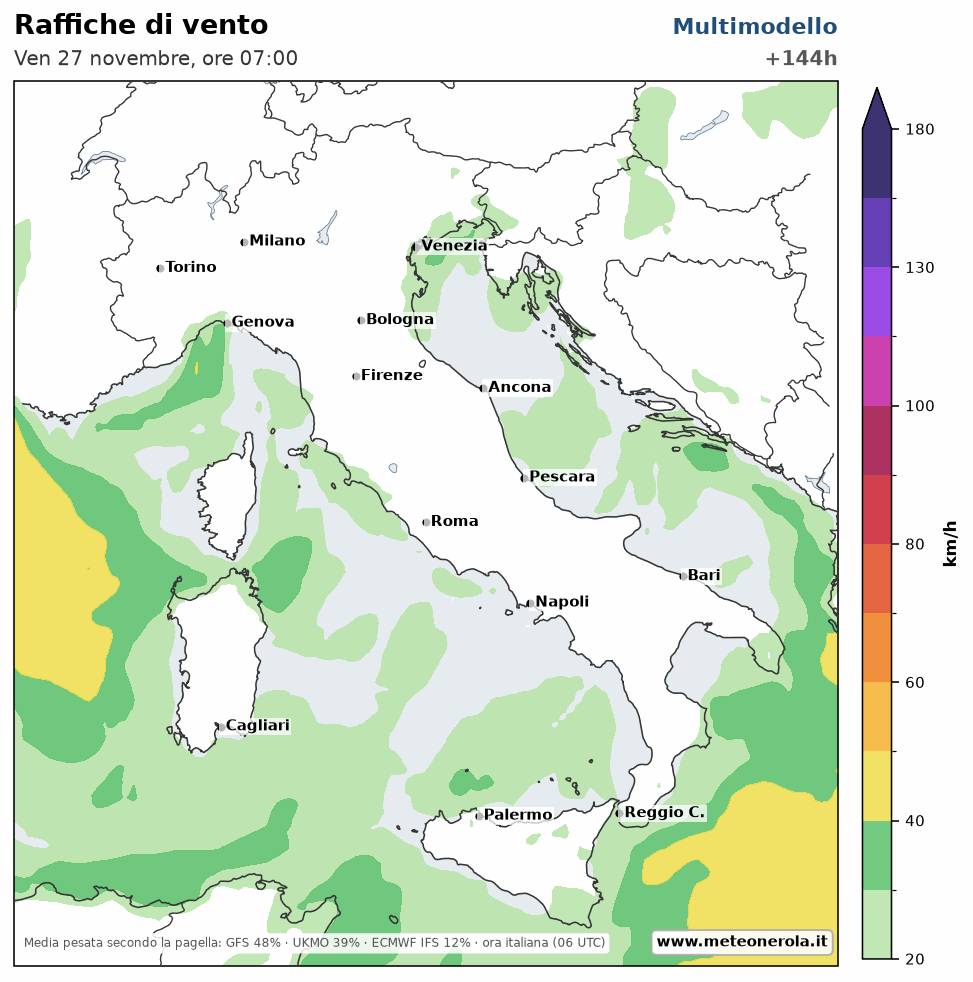 Raffiche di vento
Multimodello
Ven 27 novembre, ore 07:00
+144h
180
130
100
80
60
40
20
km/h
Milano
Venezia
Torino
Genova
Bologna
Firenze
Ancona
Pescara
Roma
Bari
Napoli
Cagliari
Palermo
Reggio C.
Media pesata secondo la pagella: GFS 48% · UKMO 39% · ECMWF IFS 12% · ora italiana (06 UTC)
www.meteonerola.it